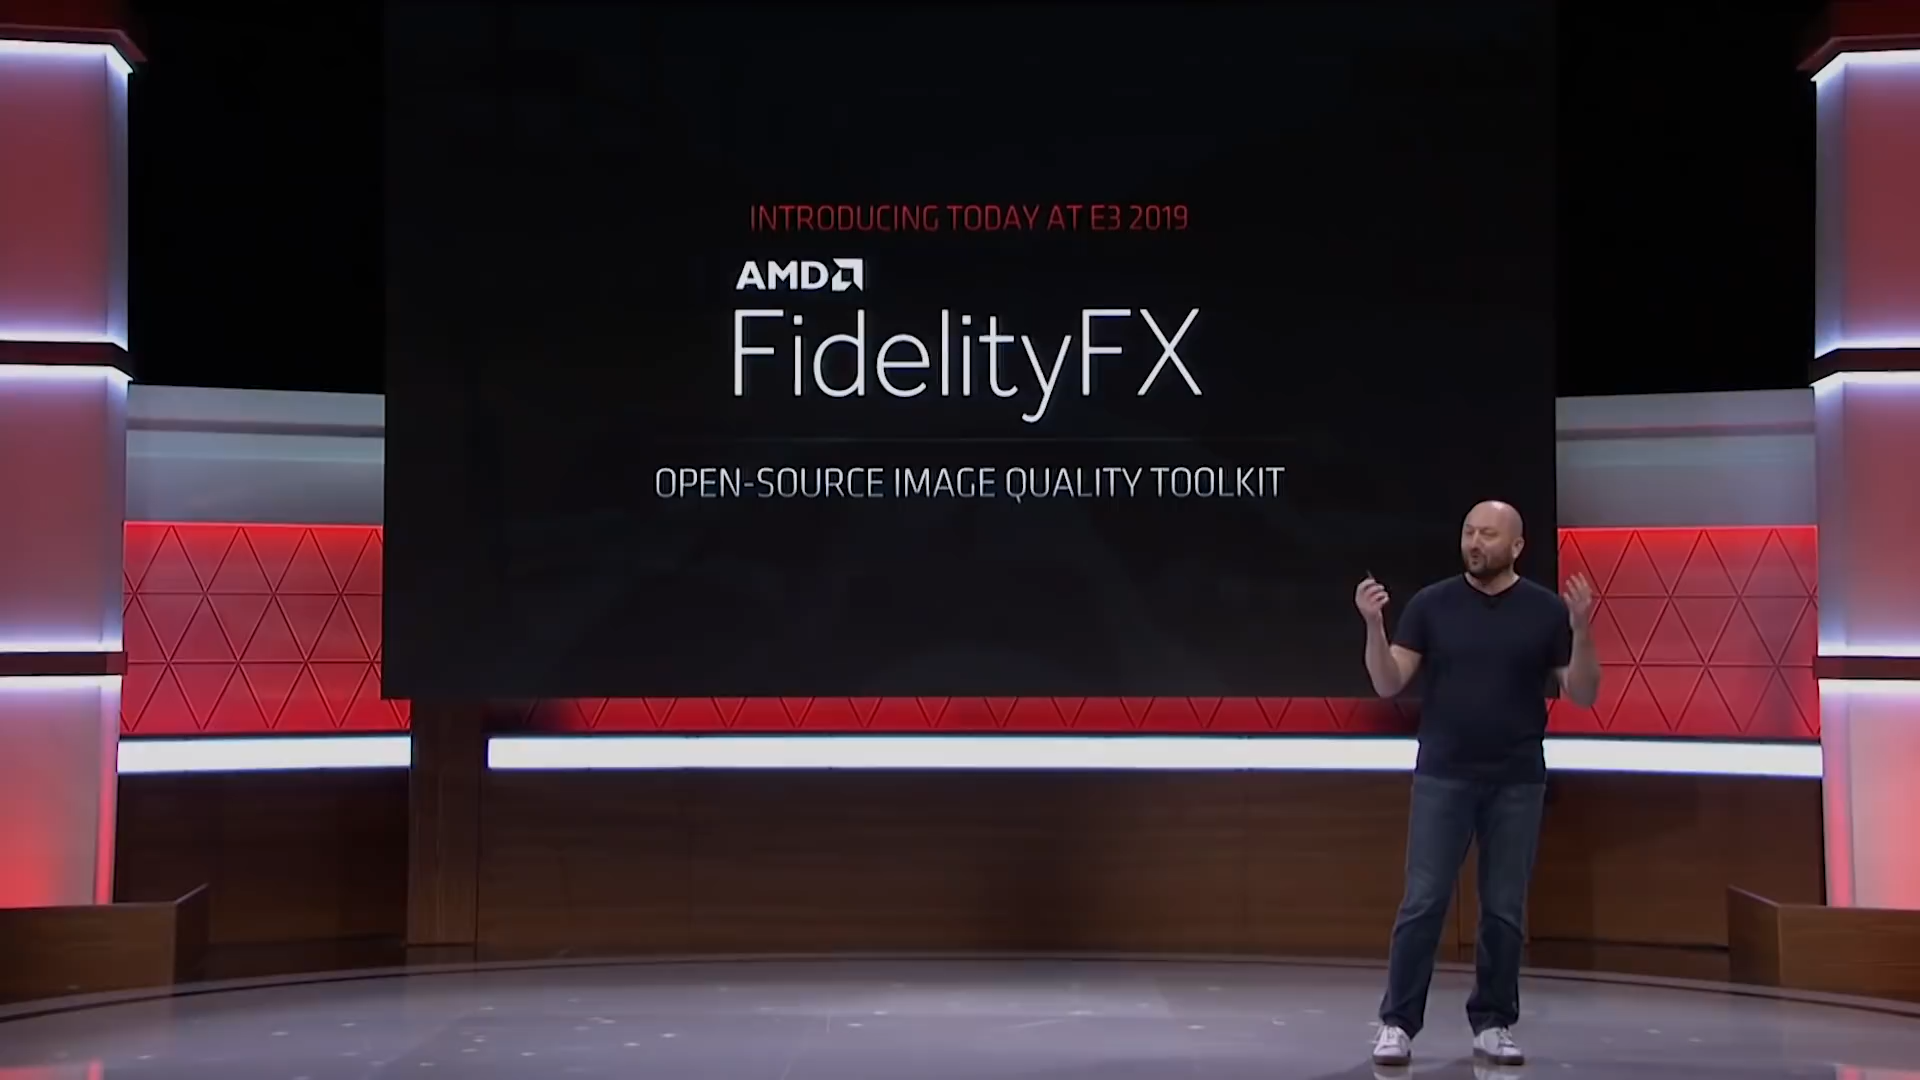 INTRODUCING TODAY AT E3 2019
AMD
FidelityFX
OPEN-SOURCE IMAGE QUALITY TOOLKIT